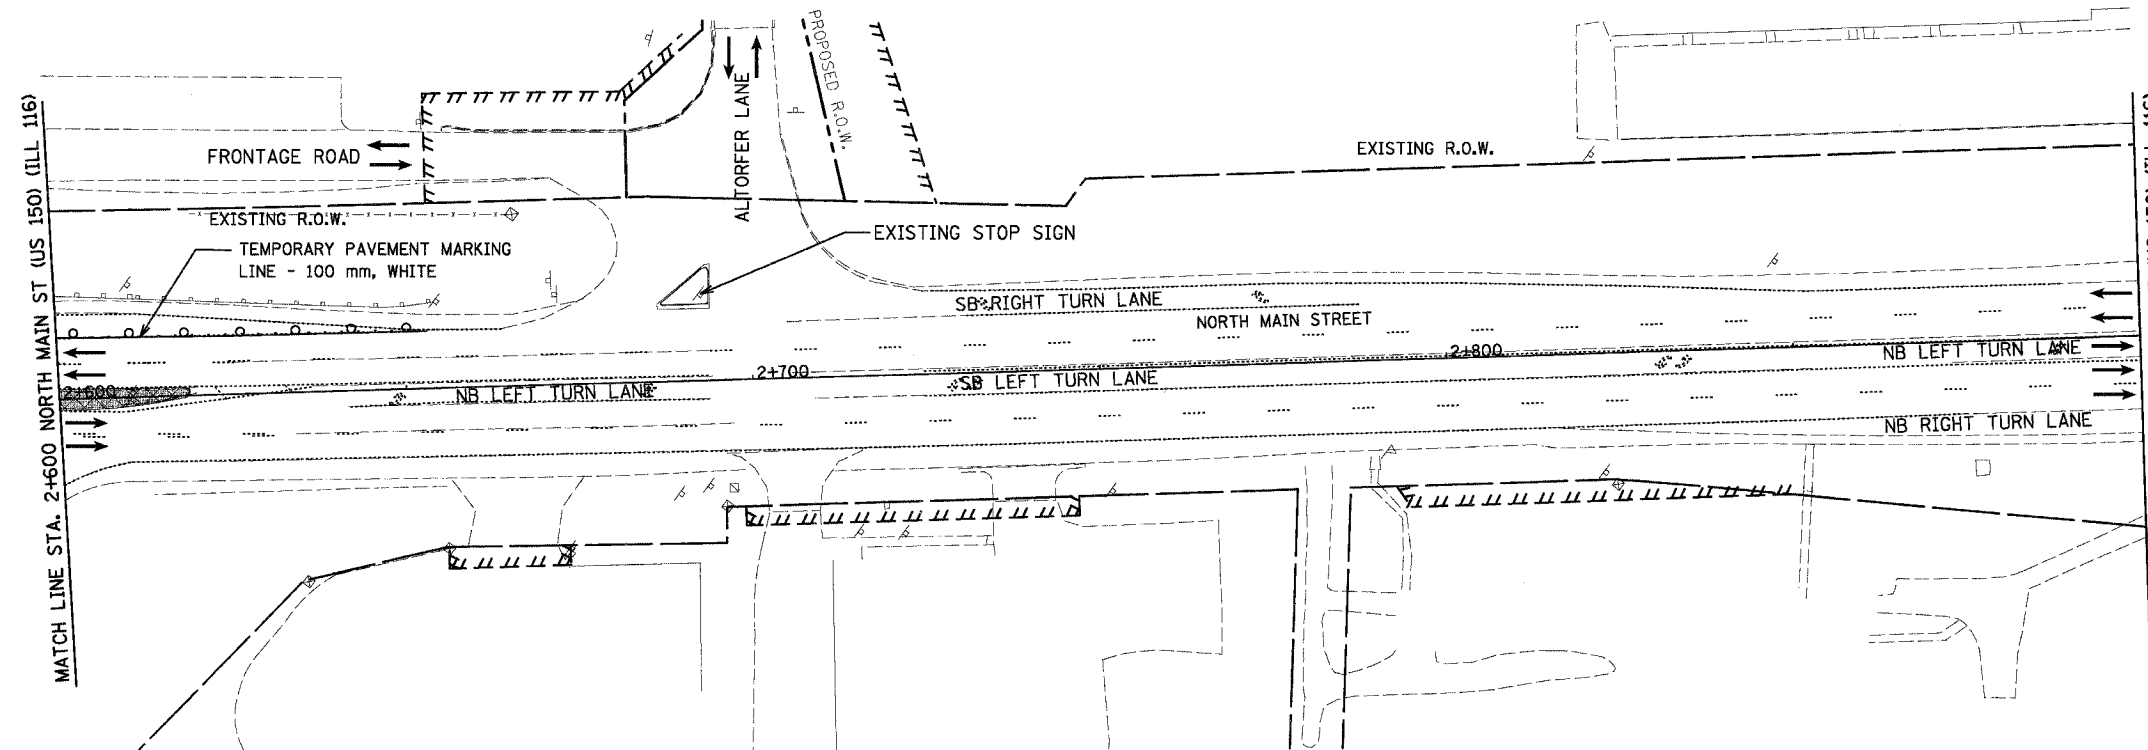 PROPOSED R.O.W.
ALTORFER LANE
FRONTAGE ROAD
EXISTING R.O.W.
EXISTING R.O.W.
TEMPORARY PAVEMENT MARKING
LINE - 100 mm, WHITE
EXISTING STOP SIGN
SB RIGHT TURN LANE
NORTH MAIN STREET
2+600
2+700
2+800
NB LEFT TURN LANE
SB LEFT TURN LANE
NB LEFT TURN LANE
NB RIGHT TURN LANE
MATCH LINE STA. 2+600 NORTH MAIN ST (US 150) (ILL 116)